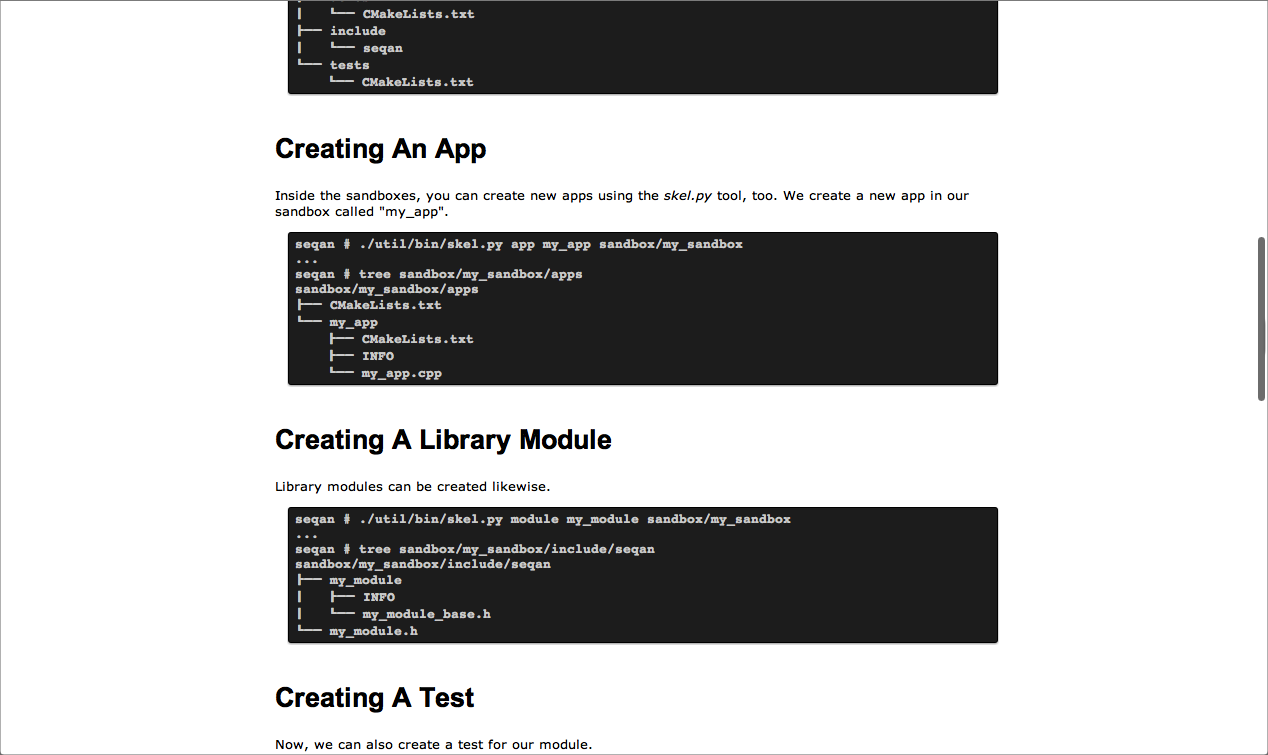 │   └── CMakeLists.txt
├── include
│   └── seqan
└── tests
    └── CMakeLists.txt
Creating An App
Inside the sandboxes, you can create new apps using the skel.py tool, too. We create a new app in our
sandbox called "my_app".
seqan # ./util/bin/skel.py app my_app sandbox/my_sandbox
...
seqan # tree sandbox/my_sandbox/apps
sandbox/my_sandbox/apps
├── CMakeLists.txt
└── my_app
    ├── CMakeLists.txt
    ├── INFO
    └── my_app.cpp
Creating A Library Module
Library modules can be created likewise.
seqan # ./util/bin/skel.py module my_module sandbox/my_sandbox
...
seqan # tree sandbox/my_sandbox/include/seqan
sandbox/my_sandbox/include/seqan
├── my_module
│   ├── INFO
│   └── my_module_base.h
└── my_module.h
Creating A Test
Now, we can also create a test for our module.